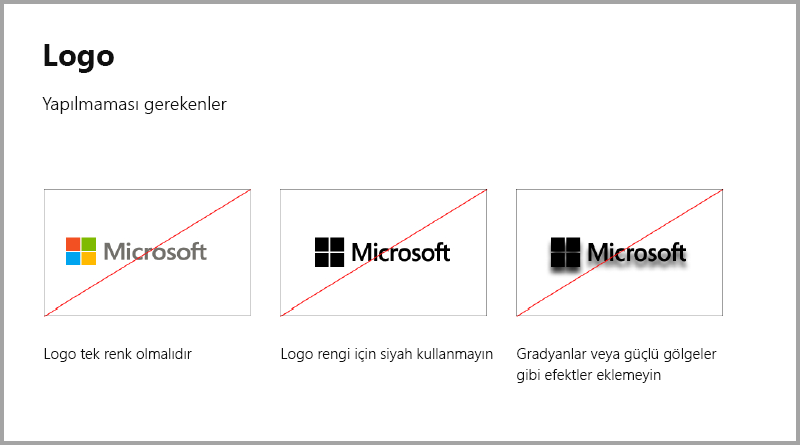 Logo
Yapılmaması gerekenler
Microsoft
Microsoft
Microsoft
Logo tek renk olmalıdır
Logo rengi için siyah kullanmayın
Gradyanlar veya güçlü gölgeler
gibi efektler eklemeyin